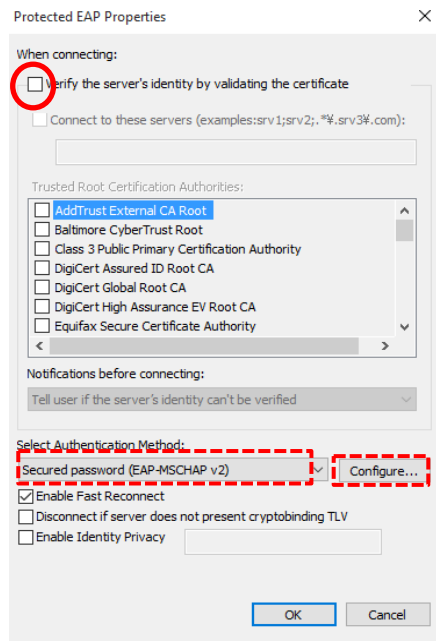 Protected EAP Properties
When connecting:
Verify the server's identity by validating the certificate
Connect to these servers (examples:srv1;srv2;.*¥.srv3¥.com):
Trusted Root Certification Authorities:
AddTrust External CA Root
Baltimore CyberTrust Root
Class 3 Public Primary Certification Authority
DigiCert Assured ID Root CA
DigiCert Global Root CA
DigiCert High Assurance EV Root CA
Equifax Secure Certificate Authority
Notifications before connecting:
Tell user if the server's identity can't be verified
Select Authentication Method:
Secured password (EAP-MSCHAP v2)
Configure...
Enable Fast Reconnect
Disconnect if server does not present cryptobinding TLV
Enable Identity Privacy
OK
Cancel